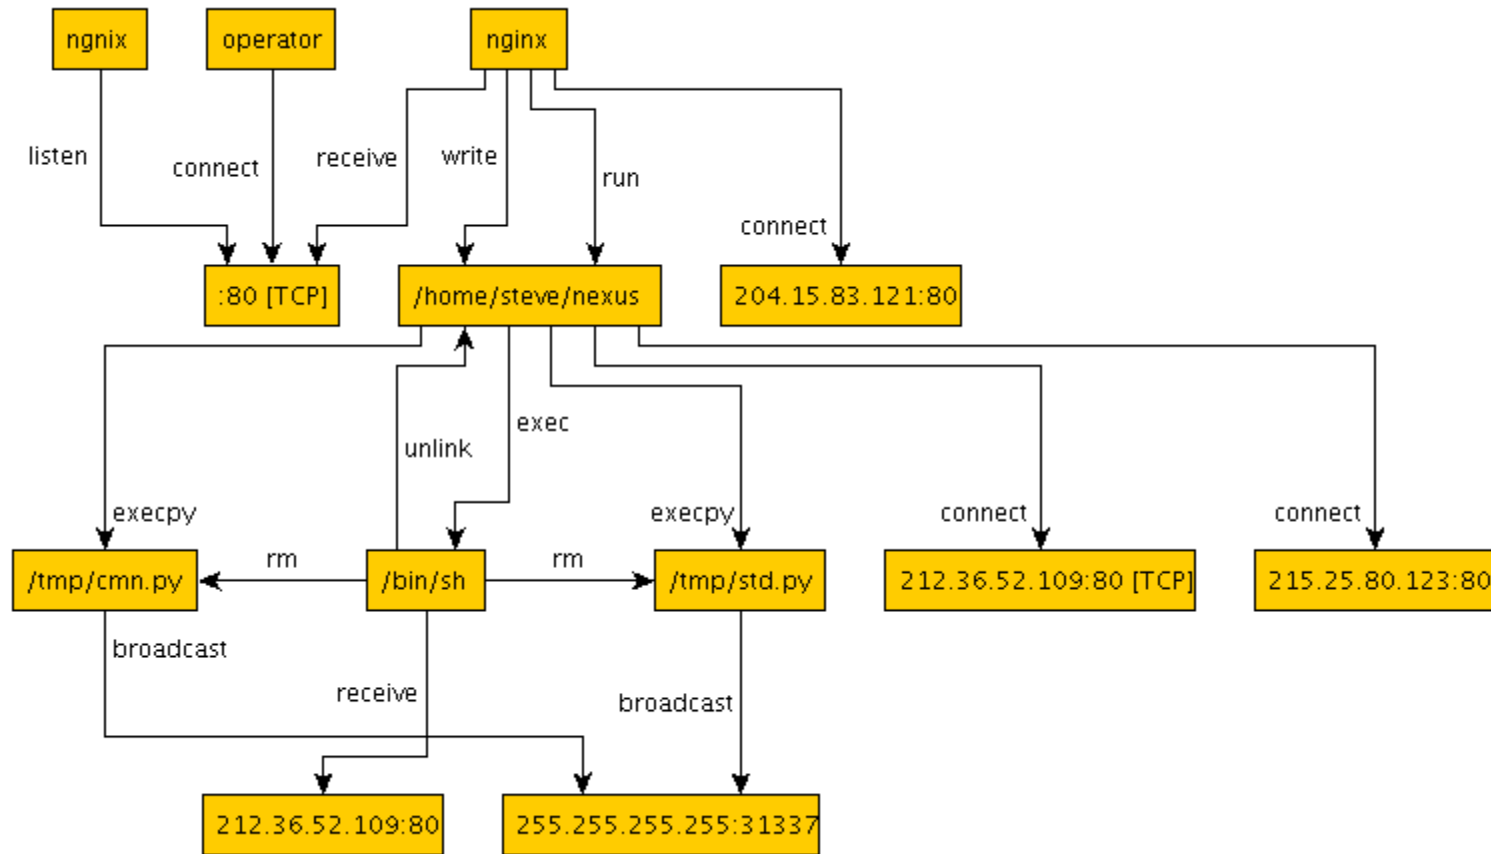 ngnix
operator
nginx
listen
connect
receive
write
run
connect
:80 [TCP]
/home/steve/nexus
204.15.83.121:80
unlink
exec
execpy
execpy
connect
connect
/tmp/cmn.py
rm
/bin/sh
rm
/tmp/std.py
212.36.52.109:80 [TCP]
215.25.80.123:80
broadcast
receive
broadcast
212.36.52.109:80
255.255.255.255:31337